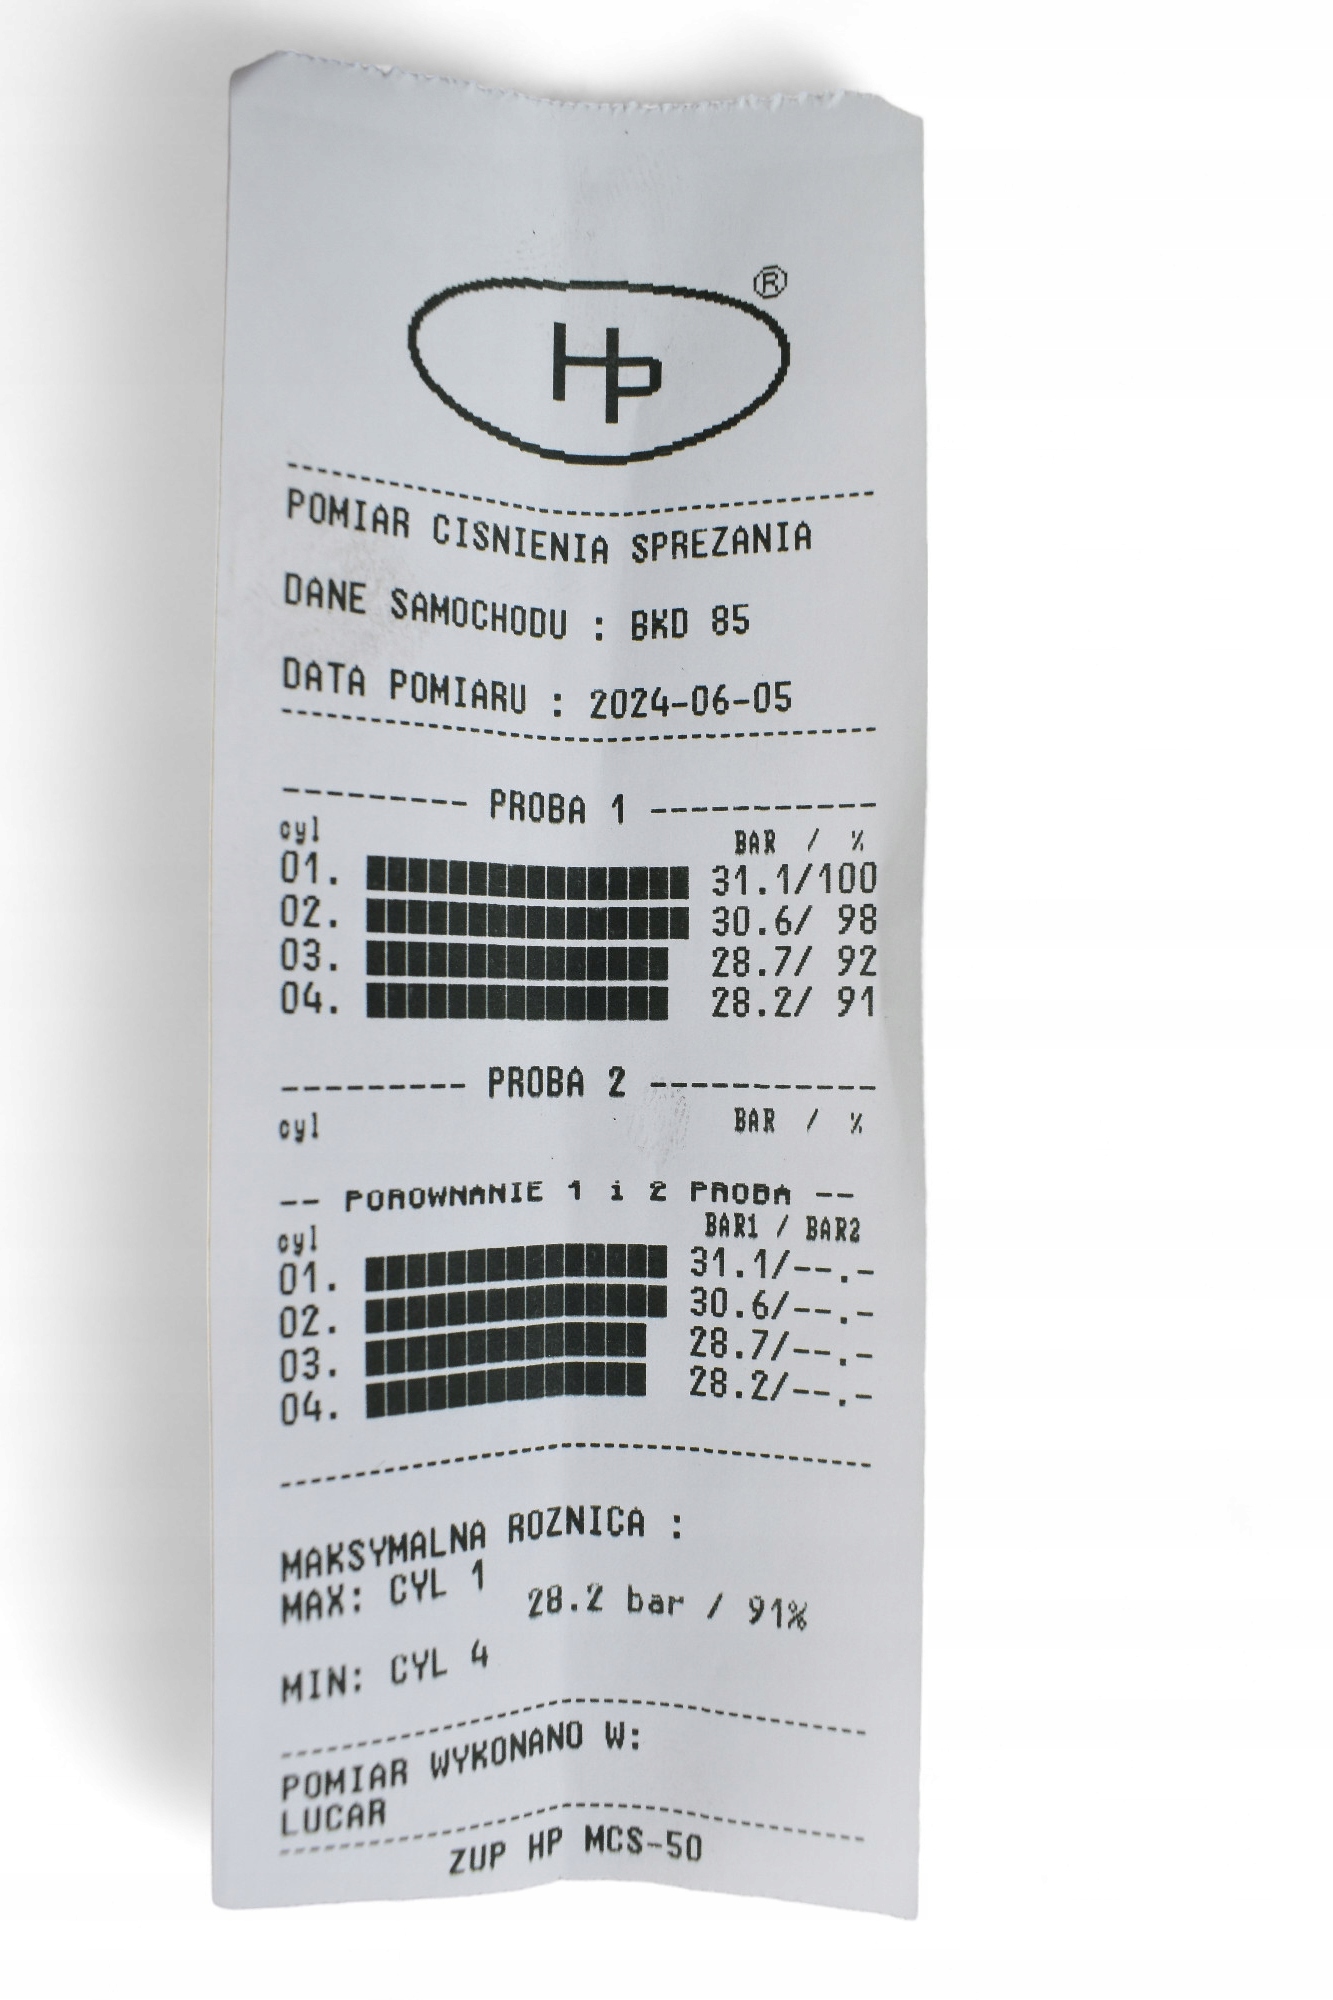 HP ®
POMIAR CISNIENIA SPREZANIA
DANE SAMOCHODU : BKD 85
DATA POMIARU : 2024-06-05
--------- PROBA 1 -----------
cyl BAR / %
01. 31.1/100
02. 30.6/ 98
03. 28.7/ 92
04. 28.2/ 91
--------- PROBA 2 -----------
cyl BAR / %
-- POROWNANIE 1 i 2 PROBA --
cyl BAR1 / BAR2
01. 31.1/--.-
02. 30.6/--.-
03. 28.7/--.-
04. 28.2/--.-
MAKSYMALNA ROZNICA :
MAX: CYL 1
28.2 bar / 91%
MIN: CYL 4
POMIAR WYKONANO W:
LUCAR
ZUP HP MCS-50